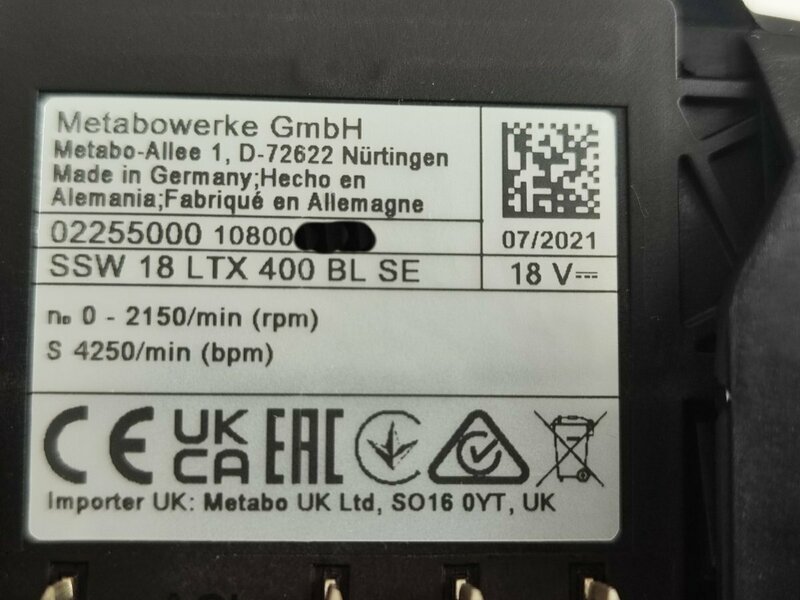 Metabowerke GmbH
Metabo-Allee 1, D-72622 Nürtingen
Made in Germany;Hecho en
Alemania;Fabriqué en Allemagne
02255000 10800
07/2021
SSW 18 LTX 400 BL SE
18 V
n₀ 0 - 2150/min (rpm)
S 4250/min (bpm)
CE
UK
CA
EAC
Importer UK: Metabo UK Ltd, SO16 0YT, UK